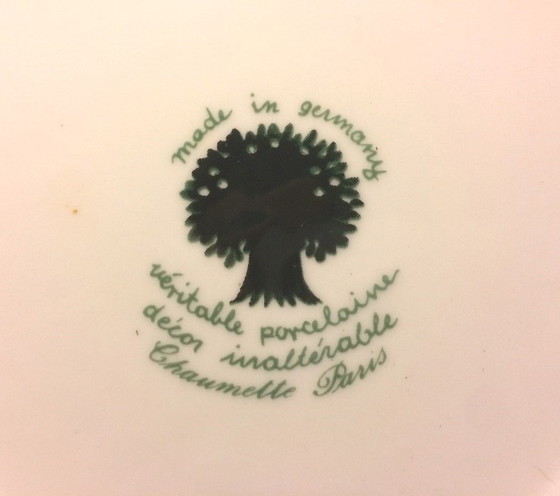 made in germany
véritable porcelaine
décor inaltérable
Chaumette Paris